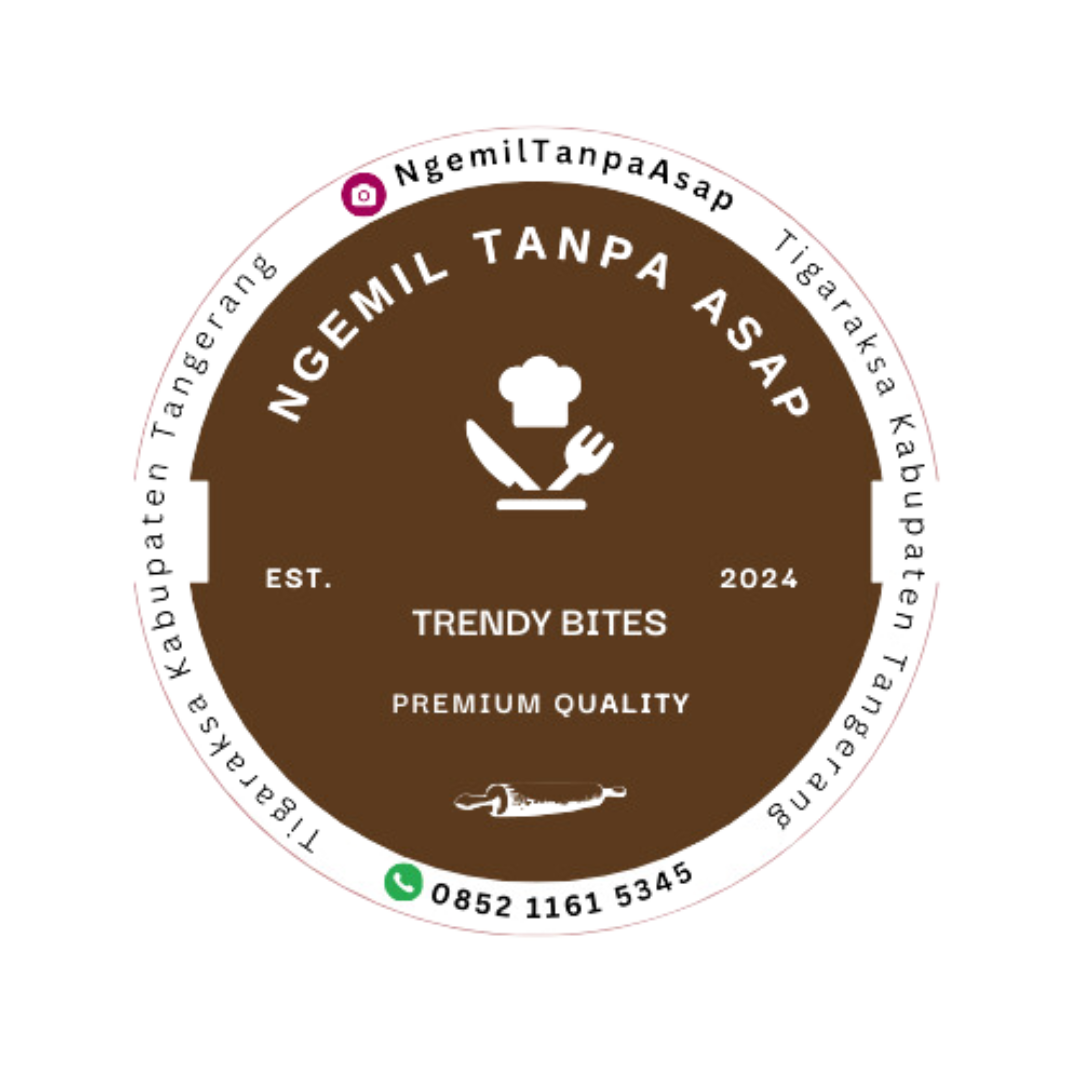 NgemilTanpaAsap
Tigaraksa Kabupaten Tangerang
Tigaraksa Kabupaten Tangerang
NGEMIL TANPA ASAP
EST.
2024
TRENDY BITES
PREMIUM QUALITY
0852 1161 5345